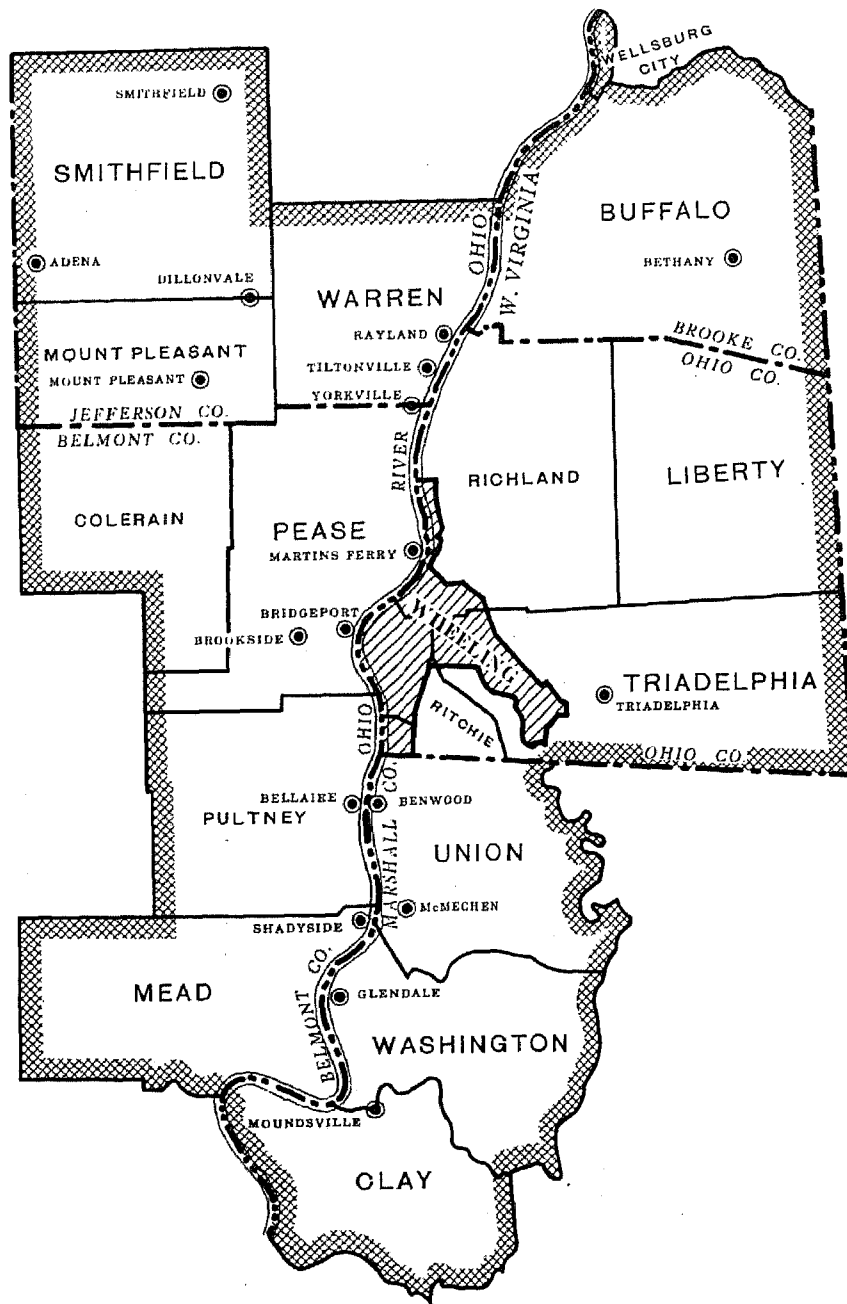 WELLSBURG
CITY
SMITHFIELD
SMITHFIELD
BUFFALO
BETHANY
OHIO
W. VIRGINIA
ADENA
DILLONVALE
WARREN
RAYLAND
MOUNT PLEASANT
MOUNT PLEASANT
TILTONVILLE
YORKVILLE
BROOKE CO.
OHIO CO.
JEFFERSON CO.
BELMONT CO.
RIVER
RICHLAND
LIBERTY
COLERAIN
PEASE
MARTINS FERRY
BRIDGEPORT
BROOKSIDE
WHEELING
TRIADELPHIA
TRIADELPHIA
RITCHIE
OHIO
OHIO CO.
BELLAIRE
BENWOOD
PULTNEY
MARSHALL CO.
UNION
McMECHEN
SHADYSIDE
MEAD
BELMONT CO.
GLENDALE
WASHINGTON
MOUNDSVILLE
CLAY